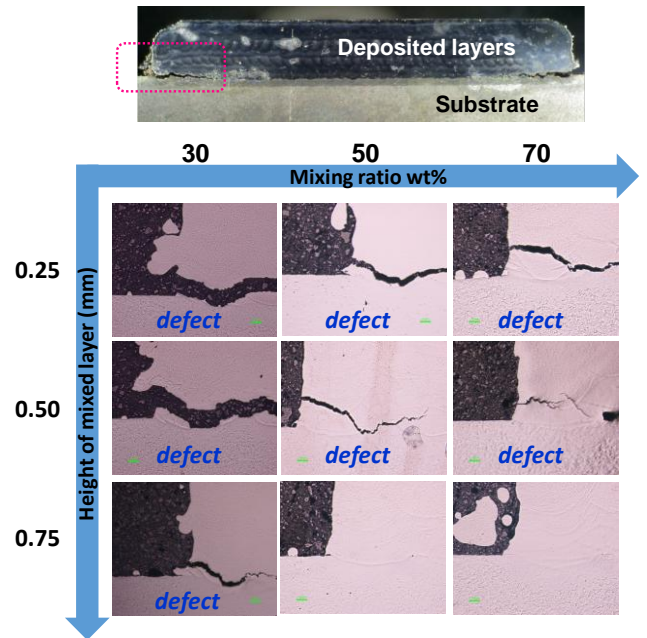 Deposited layers
Substrate
30 50 70
Mixing ratio wt%
Height of mixed layer (mm)
0.25
defect defect defect
0.50
defect defect defect
0.75
defect